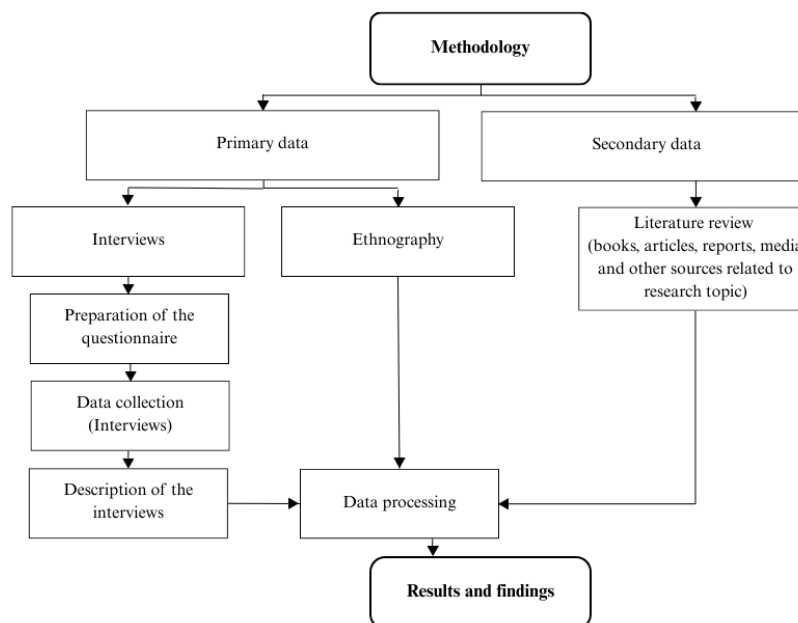 Methodology
Primary data
Secondary data
Interviews
Ethnography
Literature review
(books, articles, reports, media
and other sources related to
research topic)
Preparation of the
questionnaire
Data collection
(Interviews)
Description of the
interviews
Data processing
Results and findings